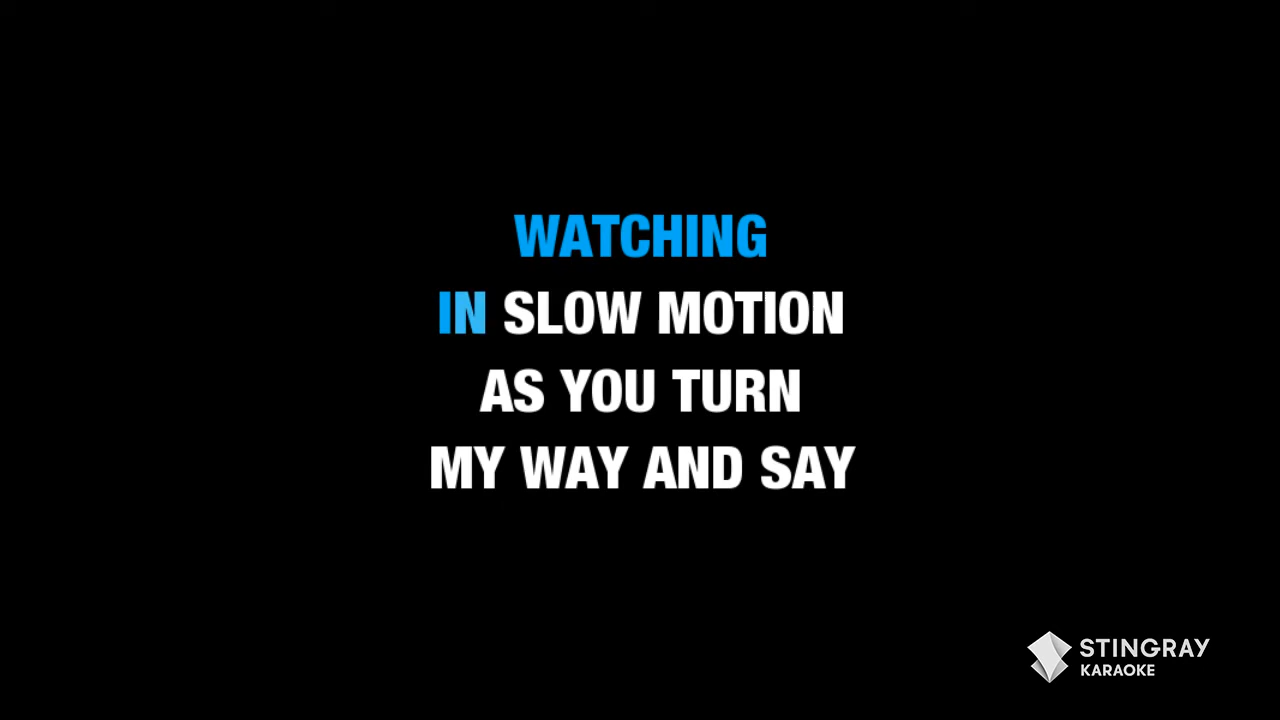 WATCHING
IN SLOW MOTION
AS YOU TURN
MY WAY AND SAY
STINGRAY
KARAOKE